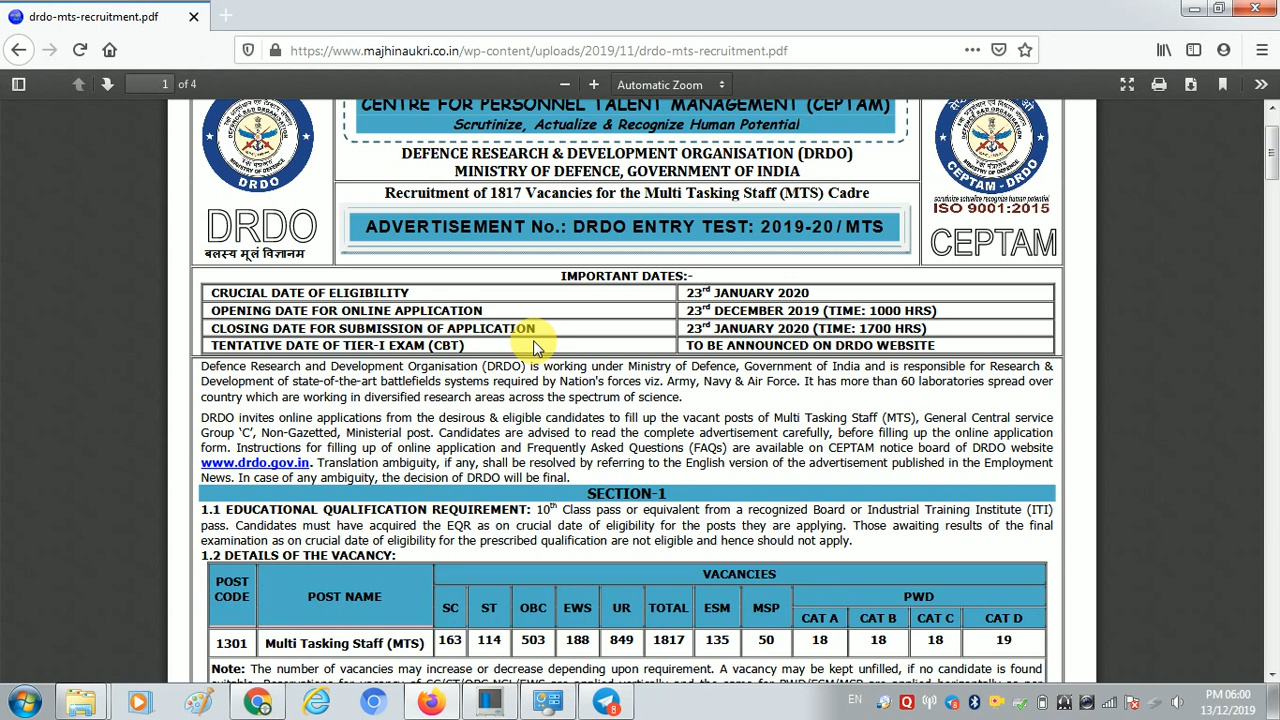 drdo-mts-recruitment.pdf
https://www.majhinaukri.co.in/wp-content/uploads/2019/11/drdo-mts-recruitment.pdf
1 of 4
Automatic Zoom
CENTRE FOR PERSONNEL TALENT MANAGEMENT (CEPTAM)
Scrutinize, Actualize & Recognize Human Potential
DEFENCE RESEARCH & DEVELOPMENT ORGANISATION (DRDO)
MINISTRY OF DEFENCE, GOVERNMENT OF INDIA
Recruitment of 1817 Vacancies for the Multi Tasking Staff (MTS) Cadre
ADVERTISEMENT No.: DRDO ENTRY TEST: 2019-20/MTS
DRDO
DRDO
बलस्य मूलं विज्ञानम्
CEPTAM-DRDO
scrutinize actualize recognize human potential
ISO 9001:2015
CEPTAM
IMPORTANT DATES:-
CRUCIAL DATE OF ELIGIBILITY 23rd JANUARY 2020
OPENING DATE FOR ONLINE APPLICATION 23rd DECEMBER 2019 (TIME: 1000 HRS)
CLOSING DATE FOR SUBMISSION OF APPLICATION 23rd JANUARY 2020 (TIME: 1700 HRS)
TENTATIVE DATE OF TIER-I EXAM (CBT) TO BE ANNOUNCED ON DRDO WEBSITE
Defence Research and Development Organisation (DRDO) is working under Ministry of Defence, Government of India and is responsible for Research &
Development of state-of-the-art battlefields systems required by Nation's forces viz. Army, Navy & Air Force. It has more than 60 laboratories spread over
country which are working in diversified research areas across the spectrum of science.
DRDO invites online applications from the desirous & eligible candidates to fill up the vacant posts of Multi Tasking Staff (MTS), General Central service
Group 'C', Non-Gazetted, Ministerial post. Candidates are advised to read the complete advertisement carefully, before filling up the online application
form. Instructions for filling up of online application and Frequently Asked Questions (FAQs) are available on CEPTAM notice board of DRDO website
www.drdo.gov.in. Translation ambiguity, if any, shall be resolved by referring to the English version of the advertisement published in the Employment
News. In case of any ambiguity, the decision of DRDO will be final.
SECTION-1
1.1 EDUCATIONAL QUALIFICATION REQUIREMENT: 10th Class pass or equivalent from a recognized Board or Industrial Training Institute (ITI)
pass. Candidates must have acquired the EQR as on crucial date of eligibility for the posts they are applying. Those awaiting results of the final
examination as on crucial date of eligibility for the prescribed qualification are not eligible and hence should not apply.
1.2 DETAILS OF THE VACANCY:
POST CODE POST NAME VACANCIES
SC ST OBC EWS UR TOTAL ESM MSP PWD
CAT A CAT B CAT C CAT D
1301 Multi Tasking Staff (MTS) 163 114 503 188 849 1817 135 50 18 18 18 19
Note: The number of vacancies may increase or decrease depending upon requirement. A vacancy may be kept unfilled, if no candidate is found
EN
PM 06:00
13/12/2019
8